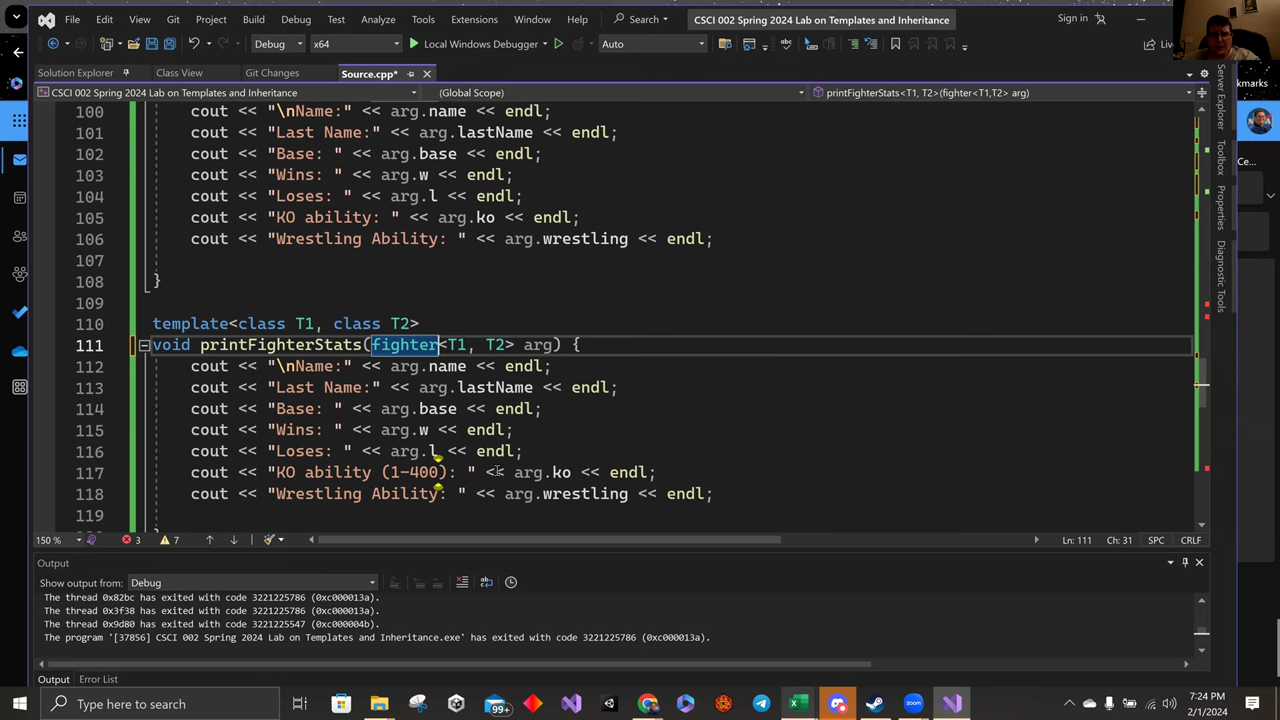 File Edit View Git Project Build Debug Test Analyze Tools Extensions Window Help Search CSCI 002 Spring 2024 Lab on Templates and Inheritance Sign in
Debug x64 Local Windows Debugger Auto Live
Solution Explorer Class View Git Changes Source.cpp*
CSCI 002 Spring 2024 Lab on Templates and Inheritance (Global Scope) printFighterStats<T1, T2>(fighter<T1,T2> arg)
100 cout << "\nName:" << arg.name << endl;
101 cout << "Last Name:" << arg.lastName << endl;
102 cout << "Base: " << arg.base << endl;
103 cout << "Wins: " << arg.w << endl;
104 cout << "Loses: " << arg.l << endl;
105 cout << "KO ability: " << arg.ko << endl;
106 cout << "Wrestling Ability: " << arg.wrestling << endl;
107
108 }
109
110 template<class T1, class T2>
111 void printFighterStats(fighter<T1, T2> arg) {
112 cout << "\nName:" << arg.name << endl;
113 cout << "Last Name:" << arg.lastName << endl;
114 cout << "Base: " << arg.base << endl;
115 cout << "Wins: " << arg.w << endl;
116 cout << "Loses: " << arg.l << endl;
117 cout << "KO ability (1-400): " << arg.ko << endl;
118 cout << "Wrestling Ability: " << arg.wrestling << endl;
119
150 % 3 7 Ln: 111 Ch: 31 SPC CRLF
Output
Show output from: Debug
The thread 0x82bc has exited with code 3221225786 (0xc000013a).
The thread 0x3f38 has exited with code 3221225786 (0xc000013a).
The thread 0x9d80 has exited with code 3221225547 (0xc000004b).
The program '[37856] CSCI 002 Spring 2024 Lab on Templates and Inheritance.exe' has exited with code 3221225786 (0xc000013a).
Output Error List
Server Explorer
Toolbox
Properties
Diagnostic Tools
kmarks
Ce...
Type here to search 99+ 7:24 PM
2/1/2024